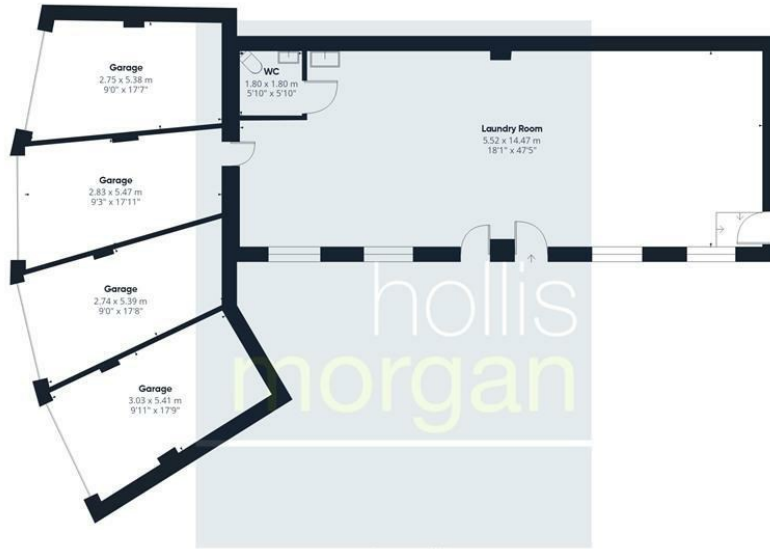 Garage
2.75 x 5.38 m
9'0" x 17'7"
WC
1.80 x 1.80 m
5'10" x 5'10"
Laundry Room
5.52 x 14.47 m
18'1" x 47'5"
Garage
2.83 x 5.47 m
9'3" x 17'11"
Garage
2.74 x 5.39 m
9'0" x 17'8"
Garage
3.03 x 5.41 m
9'11" x 17'9"
hollis
morgan